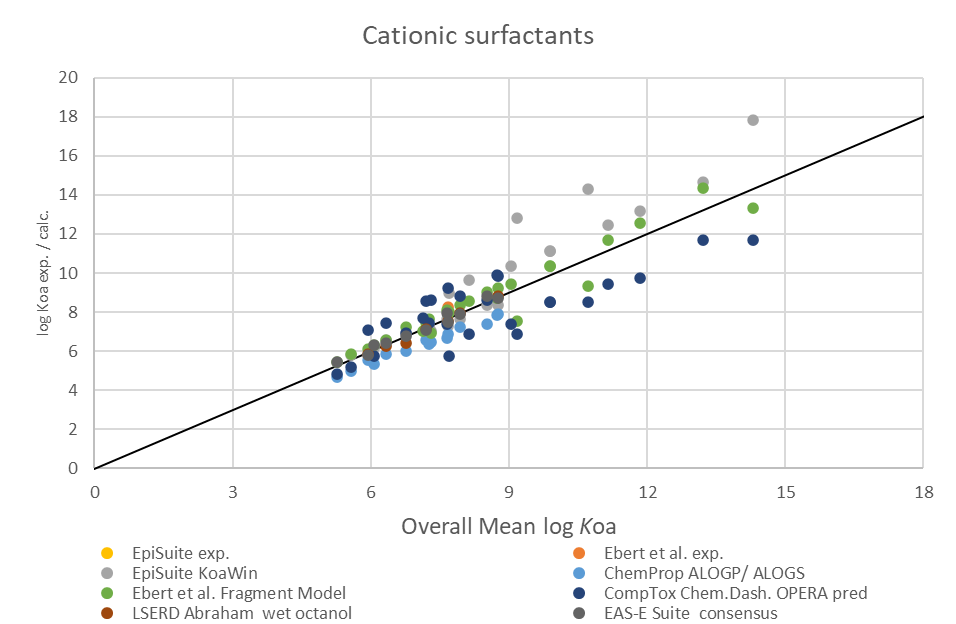 Cationic surfactants
20
18
16
14
12
10
8
6
4
2
0
log Koa exp. / calc.
0 3 6 9 12 15 18
Overall Mean log Koa
EpiSuite exp. Ebert et al. exp.
EpiSuite KoaWin ChemProp ALOGP/ ALOGS
Ebert et al. Fragment Model CompTox Chem.Dash. OPERA pred
LSERD Abraham wet octanol EAS-E Suite consensus